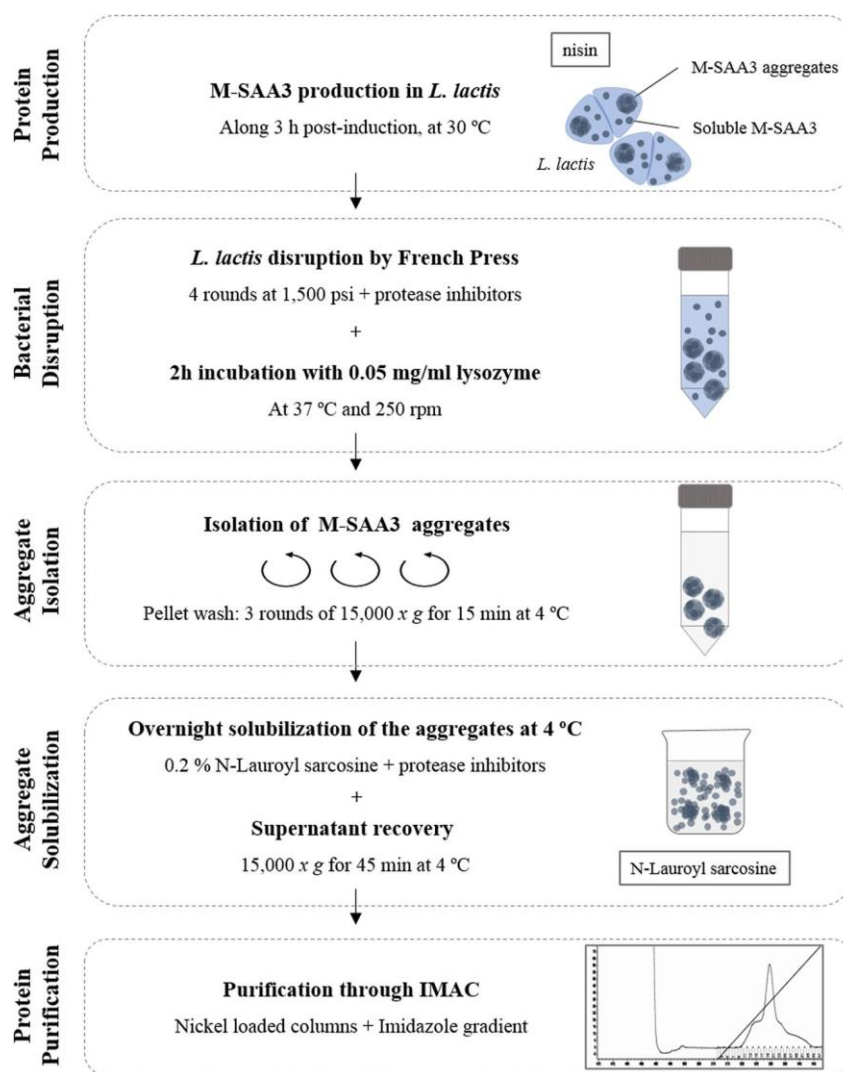 Protein
Production
M-SAA3 production in L. lactis
Along 3 h post-induction, at 30 ºC
nisin
M-SAA3 aggregates
Soluble M-SAA3
L. lactis
Bacterial
Disruption
L. lactis disruption by French Press
4 rounds at 1,500 psi + protease inhibitors
+
2h incubation with 0.05 mg/ml lysozyme
At 37 ºC and 250 rpm
Aggregate
Isolation
Isolation of M-SAA3 aggregates
Pellet wash: 3 rounds of 15,000 x g for 15 min at 4 ºC
Aggregate
Solubilization
Overnight solubilization of the aggregates at 4 ºC
0.2 % N-Lauroyl sarcosine + protease inhibitors
+
Supernatant recovery
15,000 x g for 45 min at 4 ºC
N-Lauroyl sarcosine
Protein
Purification
Purification through IMAC
Nickel loaded columns + Imidazole gradient